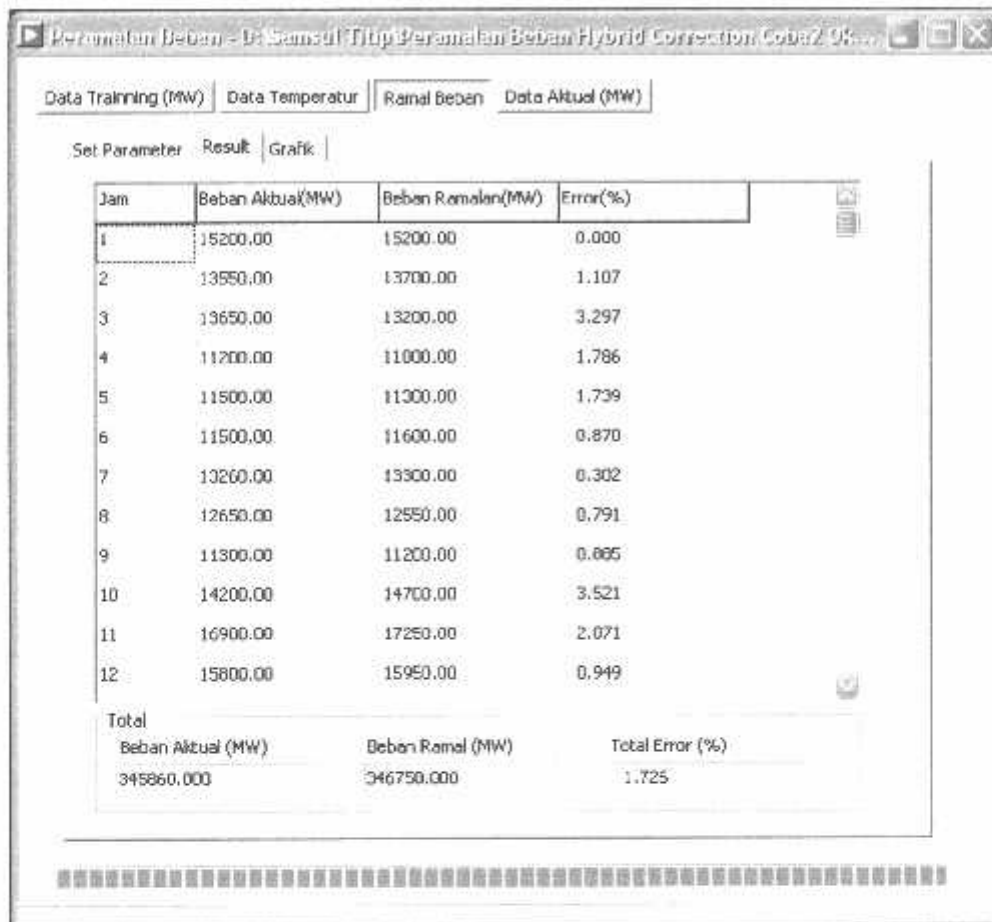 Peramalan Beban - D:\Samsul Titip\Peramalan Beban Hybrid Correction Coba2 Ok...
Data Trainning (MW) Data Temperatur Ramal Beban Data Aktual (MW)
Set Parameter Result Grafik
Jam Beban Aktual(MW) Beban Ramalan(MW) Error(%)
1 15200.00 15200.00 0.000
2 13550.00 13700.00 1.107
3 13650.00 13200.00 3.297
4 11200.00 11000.00 1.786
5 11500.00 11300.00 1.739
6 11500.00 11600.00 0.870
7 13260.00 13300.00 0.302
8 12650.00 12550.00 0.791
9 11300.00 11200.00 0.885
10 14200.00 14700.00 3.521
11 16900.00 17250.00 2.071
12 15800.00 15950.00 0.949
Total
Beban Aktual (MW) Beban Ramal (MW) Total Error (%)
345860.000 346750.000 1.725